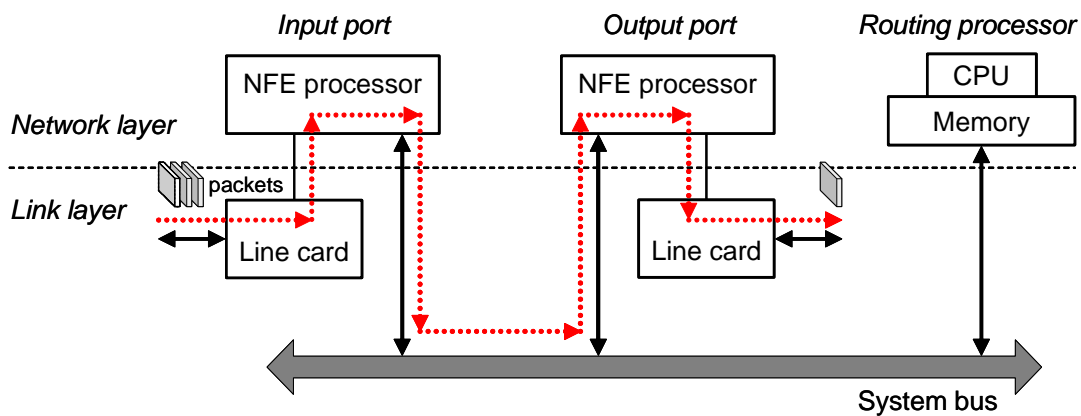 Input port
Output port
Routing processor
NFE processor
NFE processor
CPU
Memory
Network layer
packets
Link layer
Line card
Line card
System bus